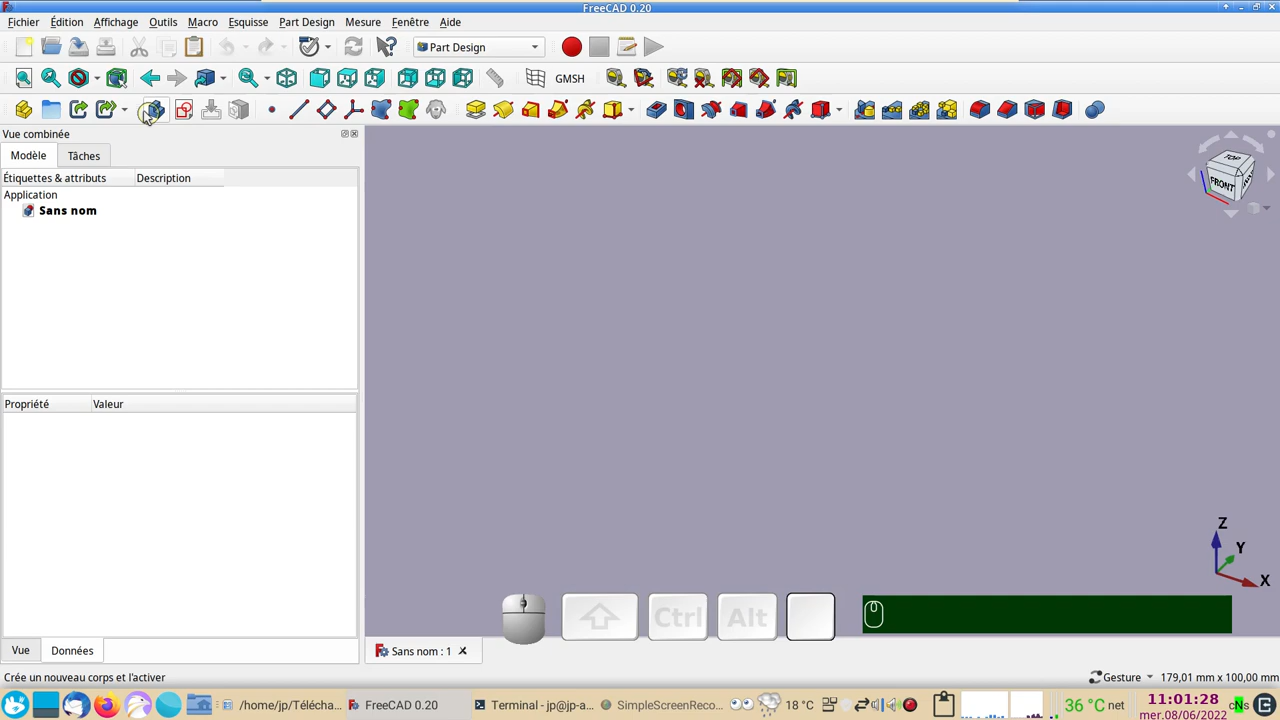 FreeCAD 0.20
Fichier Édition Affichage Outils Macro Esquisse Part Design Mesure Fenêtre Aide
Part Design
GMSH
Vue combinée
Modèle Tâches
Étiquettes & attributs Description
Application
Sans nom
TOP
FRONT
Propriété Valeur
Z
Y
X
Ctrl Alt
Vue Données
Sans nom : 1
Crée un nouveau corps et l'activer
Gesture 179,01 mm x 100,00 mm
/home/jp/Télécha... FreeCAD 0.20 Terminal - jp@jp-a... SimpleScreenReco... 18 °C 36 °C net 11:01:28
mer.08/06/2022